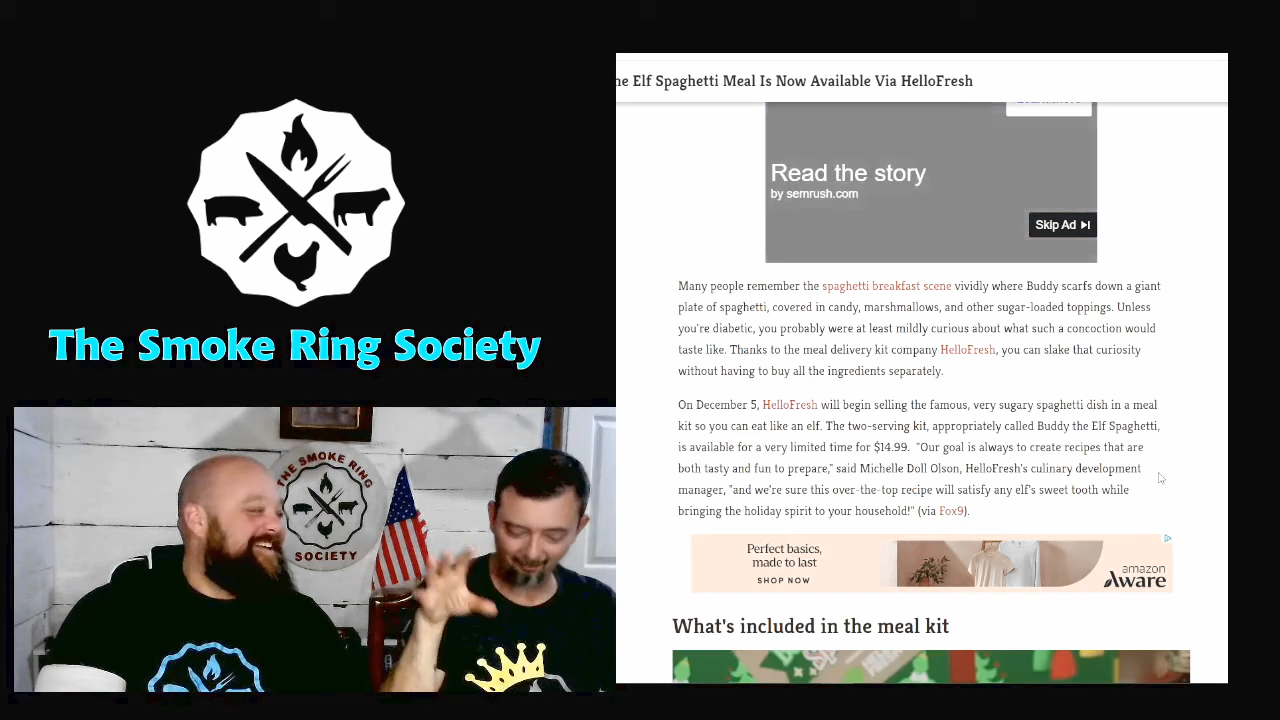 The Smoke Ring Society
THE SMOKE RING
SOCIETY
he Elf Spaghetti Meal Is Now Available Via HelloFresh
Read the story
by semrush.com
Skip Ad
Many people remember the spaghetti breakfast scene vividly where Buddy scarfs down a giant
plate of spaghetti, covered in candy, marshmallows, and other sugar-loaded toppings. Unless
you're diabetic, you probably were at least mildly curious about what such a concoction would
taste like. Thanks to the meal delivery kit company HelloFresh, you can slake that curiosity
without having to buy all the ingredients separately.
On December 5, HelloFresh will begin selling the famous, very sugary spaghetti dish in a meal
kit so you can eat like an elf. The two-serving kit, appropriately called Buddy the Elf Spaghetti,
is available for a very limited time for $14.99. "Our goal is always to create recipes that are
both tasty and fun to prepare," said Michelle Doll Olson, HelloFresh's culinary development
manager, "and we're sure this over-the-top recipe will satisfy any elf's sweet tooth while
bringing the holiday spirit to your household!" (via Fox9).
Perfect basics,
made to last
SHOP NOW
amazon
Aware
What's included in the meal kit